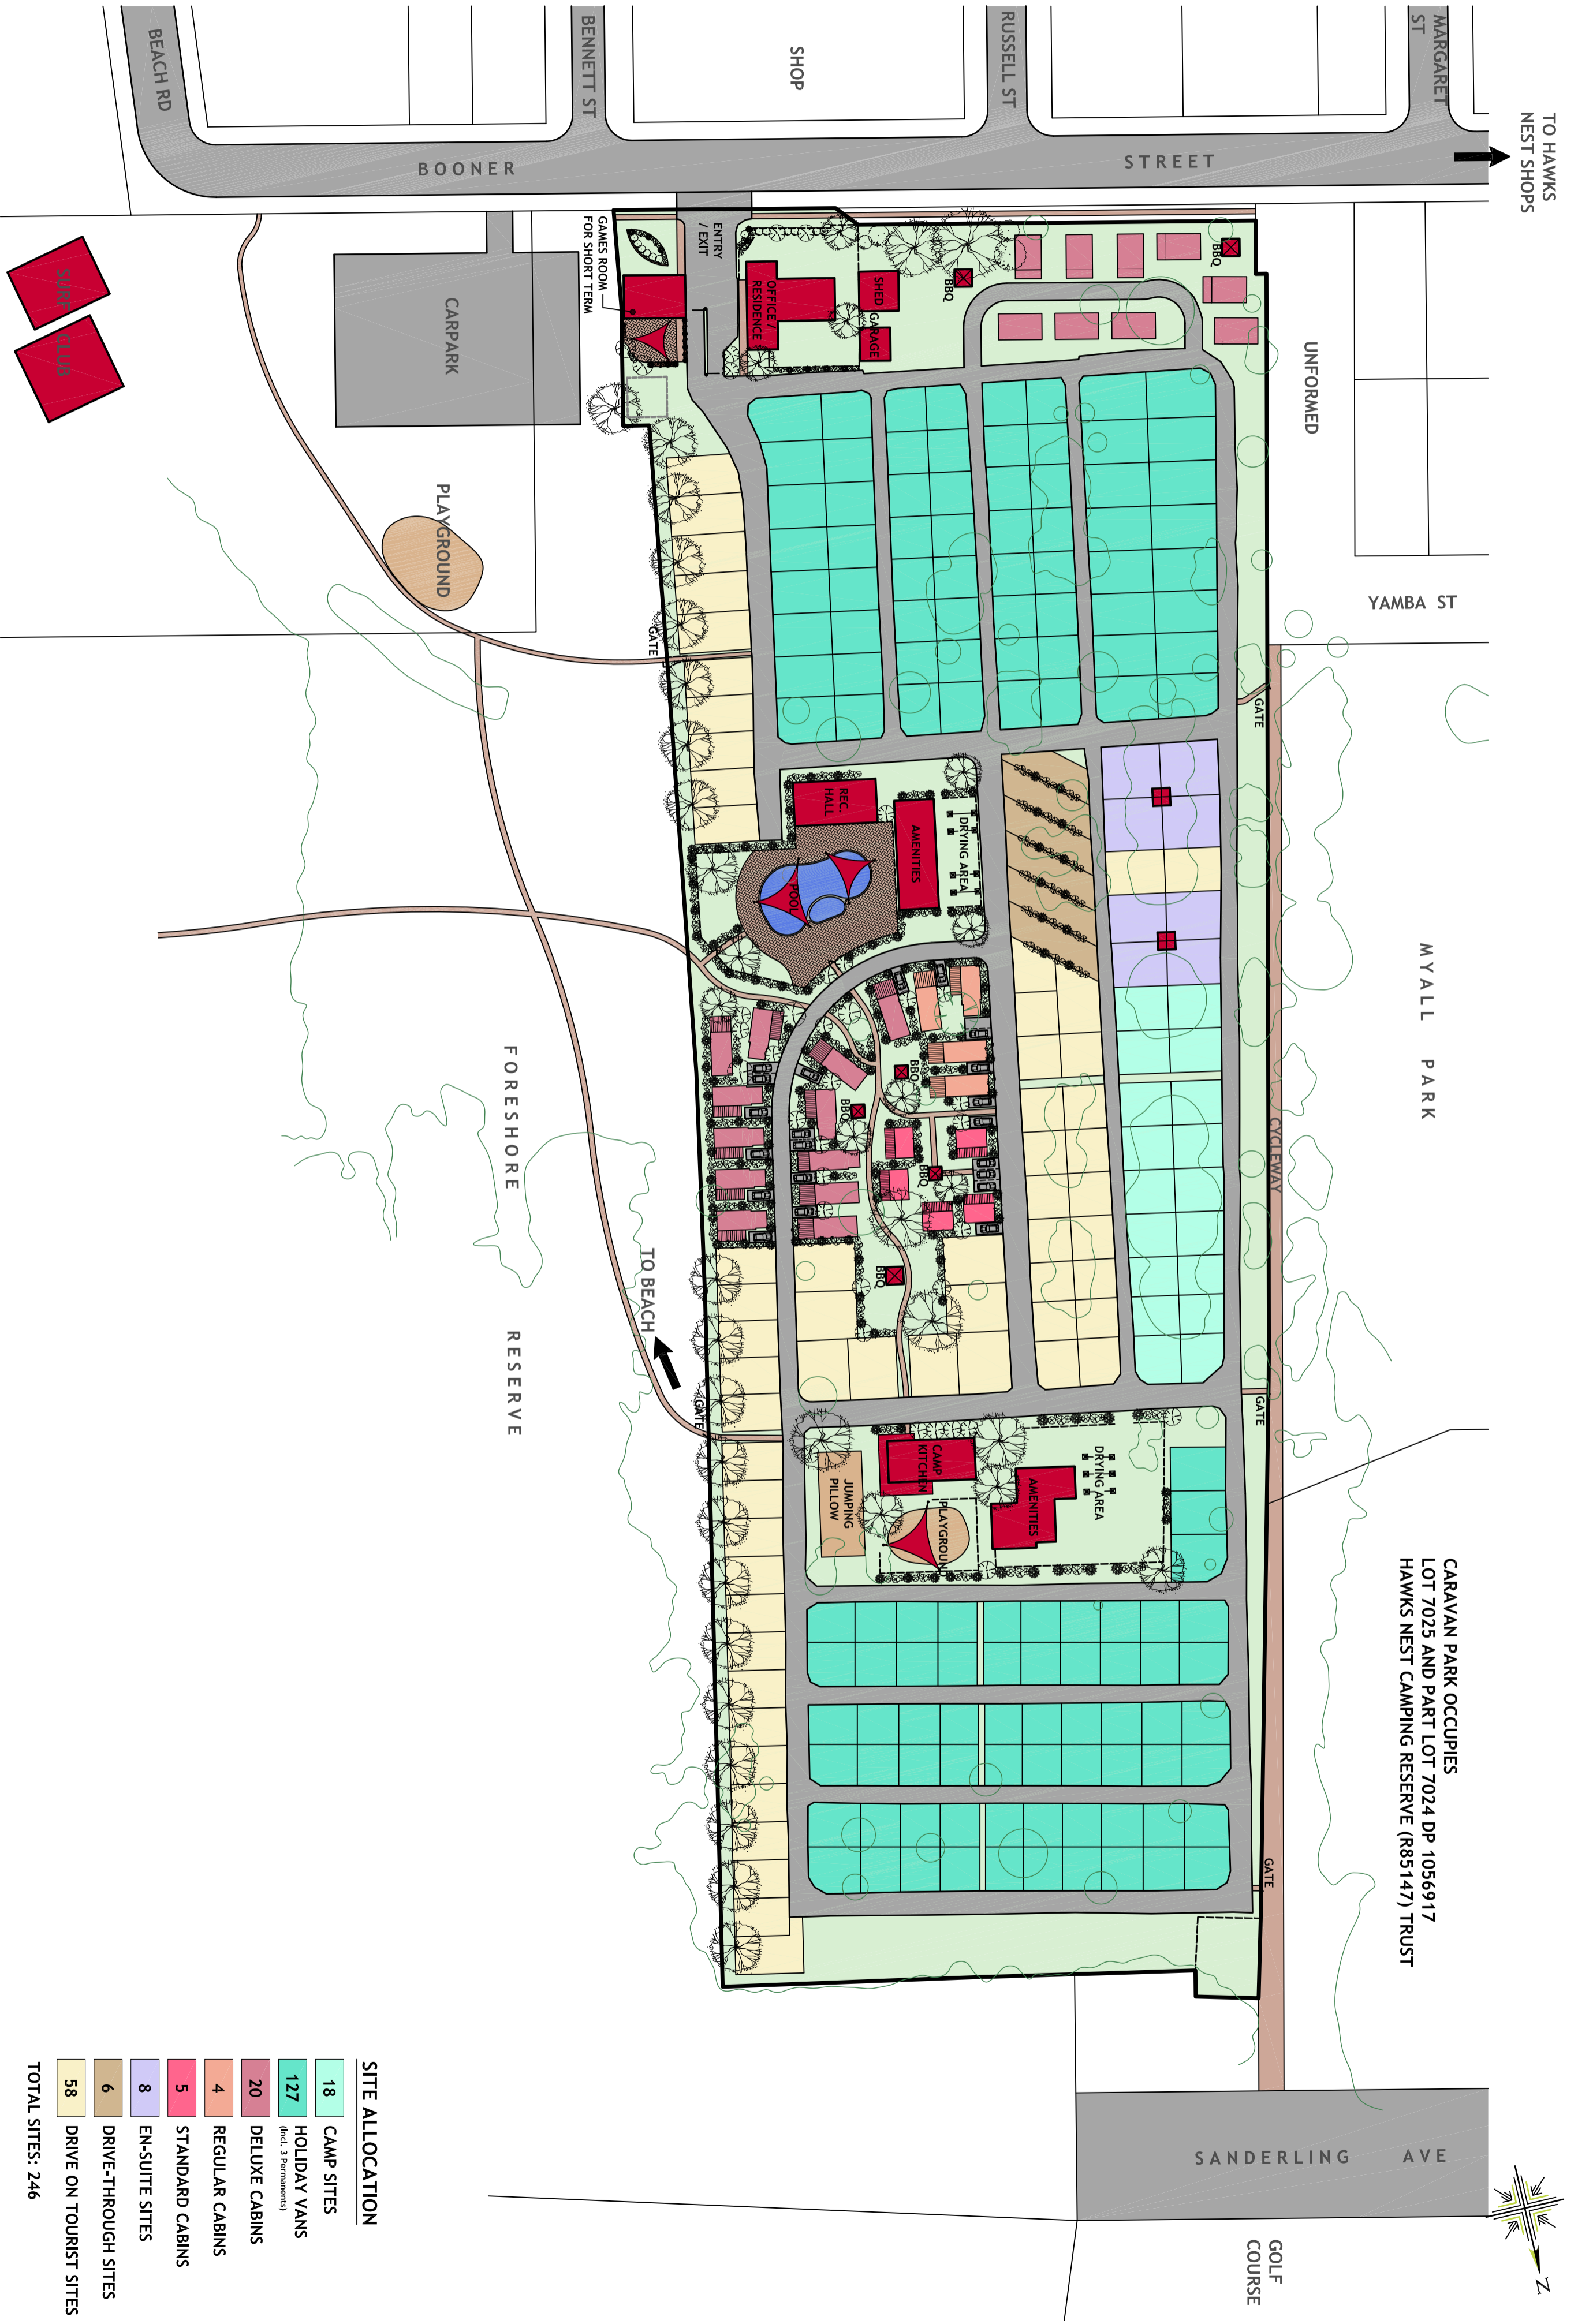 TO HAWKS
NEST SHOPS
MARGARET
ST
RUSSELL ST
SHOP
BENNETT ST
BEACH RD
BOONER
STREET
UNFORMED
YAMBA ST
MYALL PARK
CYCLEWAY
GATE
GATE
GATE
CARAVAN PARK OCCUPIES
LOT 7025 AND PART LOT 7024 DP 1056917
HAWKS NEST CAMPING RESERVE (R85147) TRUST
SANDERLING AVE
GOLF
COURSE
N
BBQ
BBQ
SHED
GARAGE
OFFICE /
RESIDENCE
ENTRY
/ EXIT
GAMES ROOM
FOR SHORT TERM
CARPARK
SURF CLUB
PLAYGROUND
GATE
DRYING AREA
AMENITIES
REC.
HALL
POOL
BBQ
BBQ
BBQ
BBQ
FORESHORE
RESERVE
TO BEACH
GATE
DRYING AREA
AMENITIES
CAMP
KITCHEN
PLAYGROUND
JUMPING
PILLOW
SITE ALLOCATION
18 CAMP SITES
127 HOLIDAY VANS
(Incl. 3 Permanents)
20 DELUXE CABINS
4 REGULAR CABINS
5 STANDARD CABINS
8 EN-SUITE SITES
6 DRIVE-THROUGH SITES
58 DRIVE ON TOURIST SITES
TOTAL SITES: 246